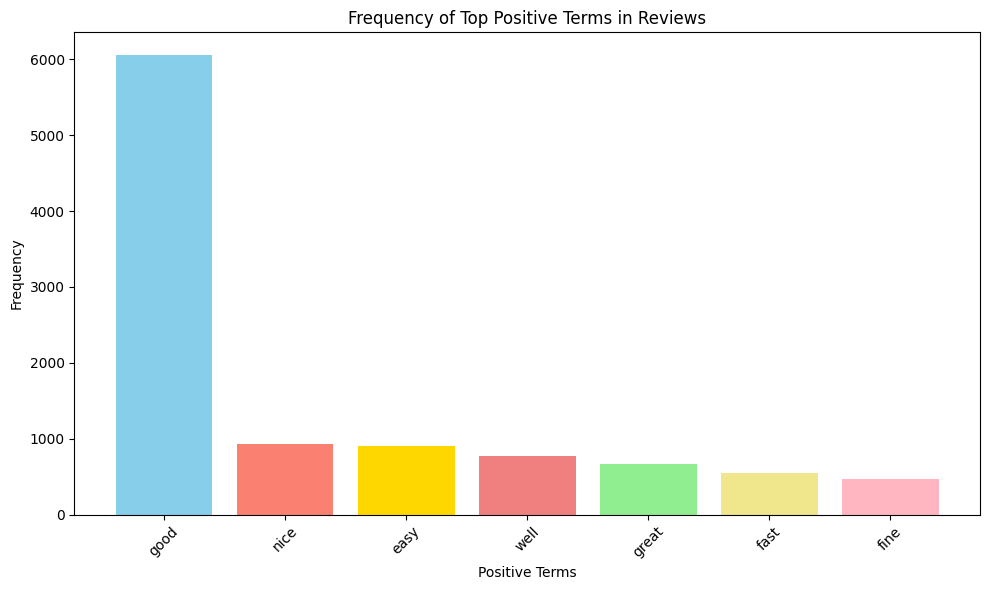 Frequency of Top Positive Terms in Reviews
Frequency
6000
5000
4000
3000
2000
1000
0
good
nice
easy
well
great
fast
fine
Positive Terms